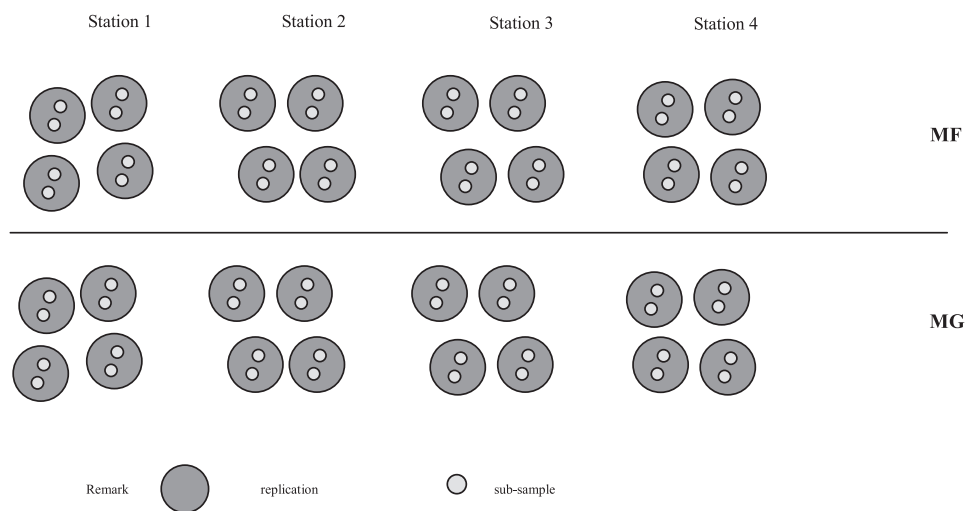 Station 1 Station 2 Station 3 Station 4
MF
MG
Remark replication sub-sample